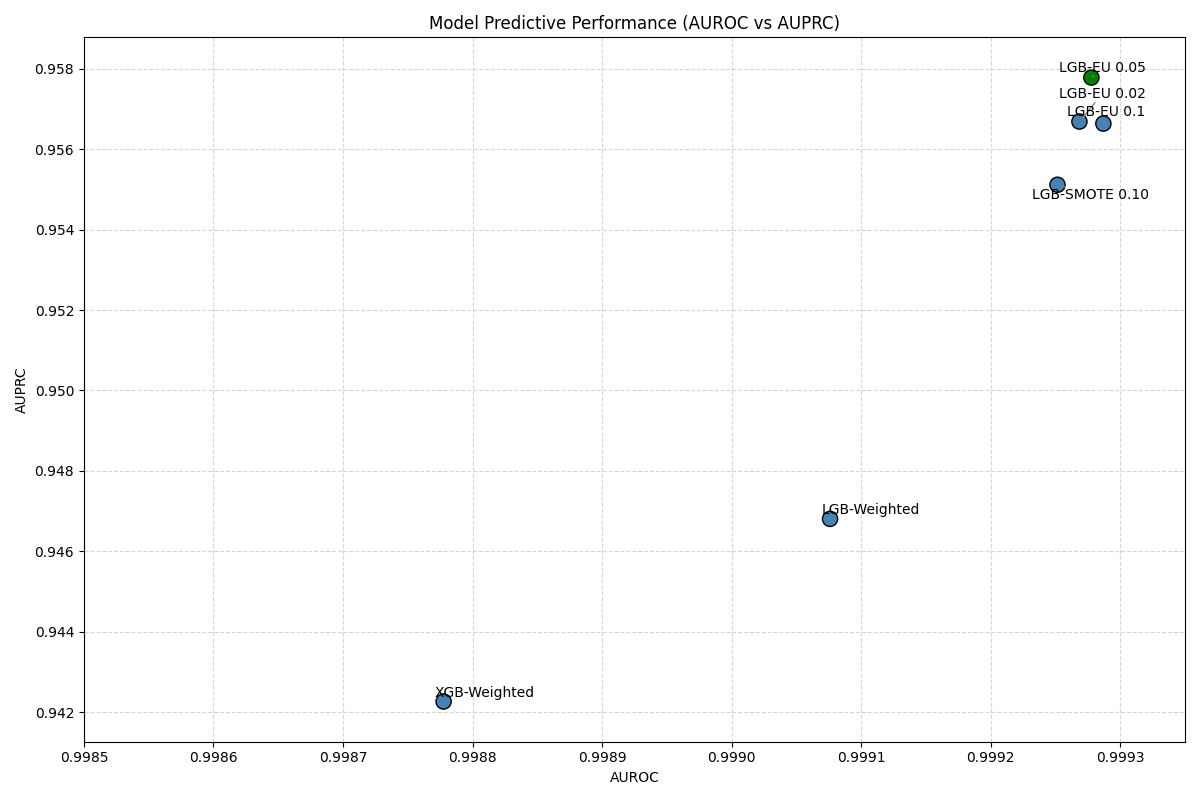 Model Predictive Performance (AUROC vs AUPRC)
0.958
0.956
0.954
0.952
0.950
0.948
0.946
0.944
0.942
AUPRC
LGB-EU 0.05
LGB-EU 0.02
LGB-EU 0.1
LGB-SMOTE 0.10
LGB-Weighted
XGB-Weighted
0.9985 0.9986 0.9987 0.9988 0.9989 0.9990 0.9991 0.9992 0.9993
AUROC